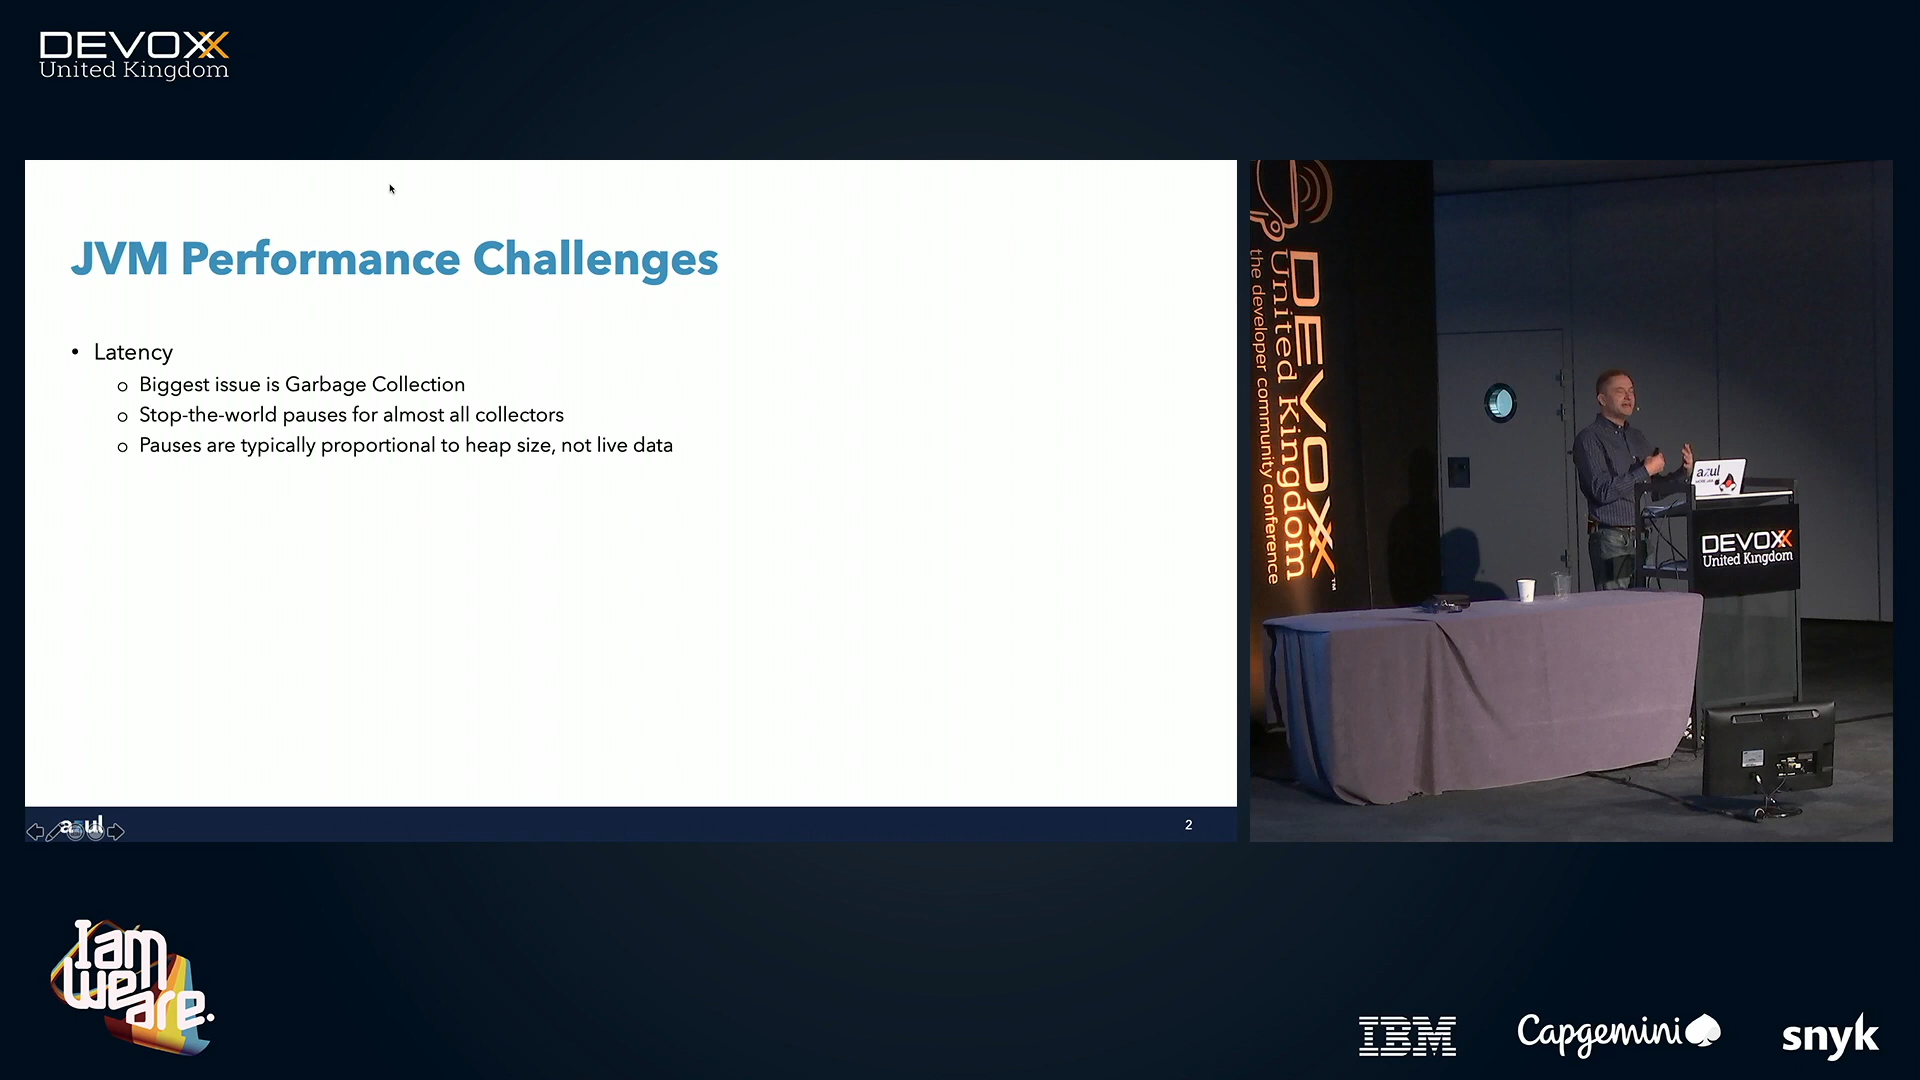 DEVOXX
United Kingdom
JVM Performance Challenges
• Latency
o Biggest issue is Garbage Collection
o Stop-the-world pauses for almost all collectors
o Pauses are typically proportional to heap size, not live data
azul
2
DEVOXX™
United Kingdom
the developer community conference
azul
DEVOXX
United Kingdom
I am
we
are.
IBM
Capgemini
snyk